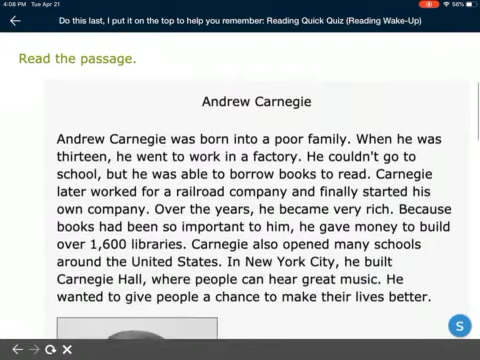 4:08 PM Tue Apr 21
56%
Do this last, I put it on the top to help you remember: Reading Quick Quiz (Reading Wake-Up)
Read the passage.
Andrew Carnegie
Andrew Carnegie was born into a poor family. When he was
thirteen, he went to work in a factory. He couldn't go to
school, but he was able to borrow books to read. Carnegie
later worked for a railroad company and finally started his
own company. Over the years, he became very rich. Because
books had been so important to him, he gave money to build
over 1,600 libraries. Carnegie also opened many schools
around the United States. In New York City, he built
Carnegie Hall, where people can hear great music. He
wanted to give people a chance to make their lives better.
S